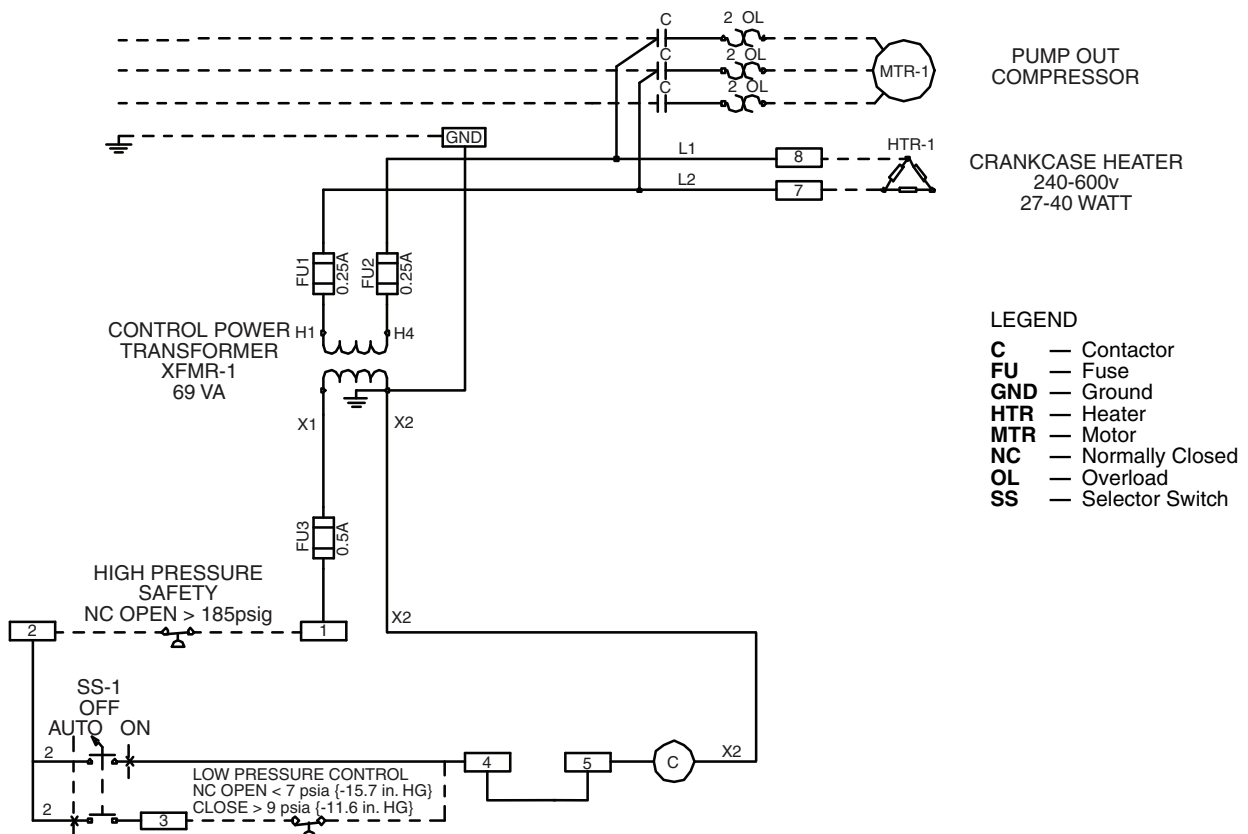 C 2 OL
C 2 OL
C 2 OL
MTR-1
PUMP OUT
COMPRESSOR
GND
L1
8
HTR-1
L2
7
CRANKCASE HEATER
240-600v
27-40 WATT
FU1
0.25A
FU2
0.25A
CONTROL POWER
TRANSFORMER
XFMR-1
69 VA
H1
H4
X1
X2
LEGEND
C — Contactor
FU — Fuse
GND — Ground
HTR — Heater
MTR — Motor
NC — Normally Closed
OL — Overload
SS — Selector Switch
FU3
0.5A
HIGH PRESSURE
SAFETY
NC OPEN > 185psig
2
1
X2
SS-1
OFF
AUTO ON
2
4
5
C
X2
LOW PRESSURE CONTROL
NC OPEN < 7 psia {-15.7 in. HG}
CLOSE > 9 psia {-11.6 in. HG}
2
3